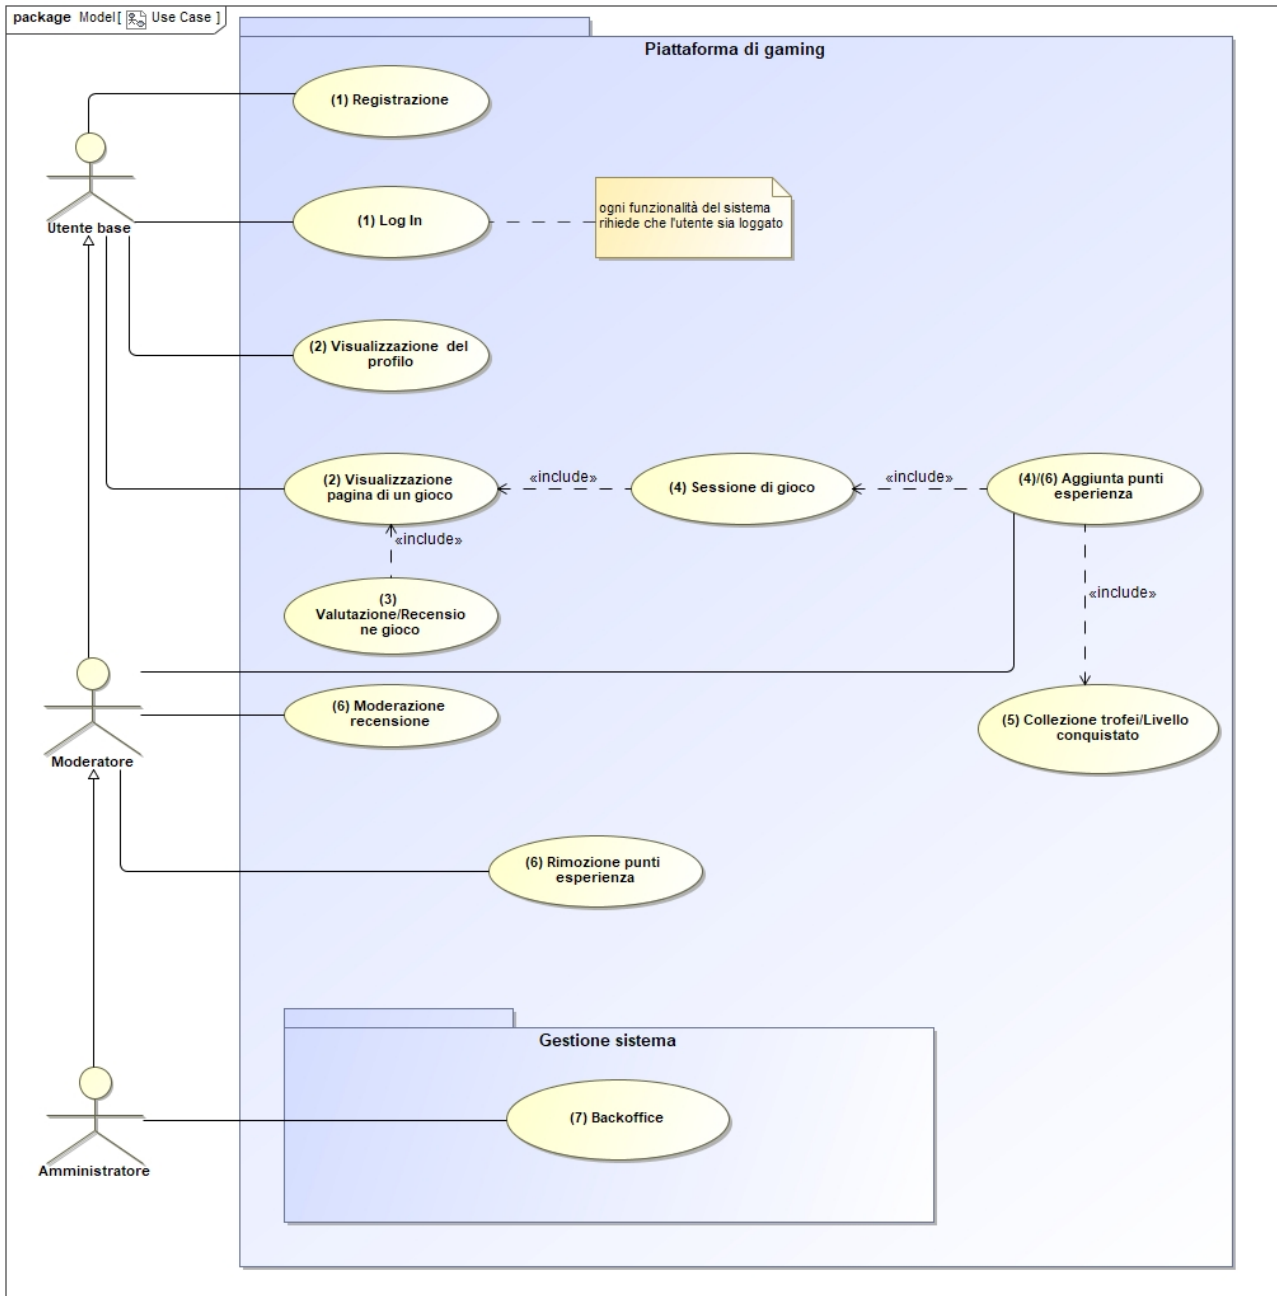 package Model[ Use Case ]
Piattaforma di gaming
(1) Registrazione
Utente base
(1) Log In
ogni funzionalità del sistema
rihiede che l'utente sia loggato
(2) Visualizzazione del
profilo
(2) Visualizzazione
pagina di un gioco
«include»
(4) Sessione di gioco
«include»
(4)/(6) Aggiunta punti
esperienza
«include»
(3)
Valutazione/Recensio
ne gioco
«include»
Moderatore
(6) Moderazione
recensione
(5) Collezione trofei/Livello
conquistato
(6) Rimozione punti
esperienza
Gestione sistema
(7) Backoffice
Amministratore